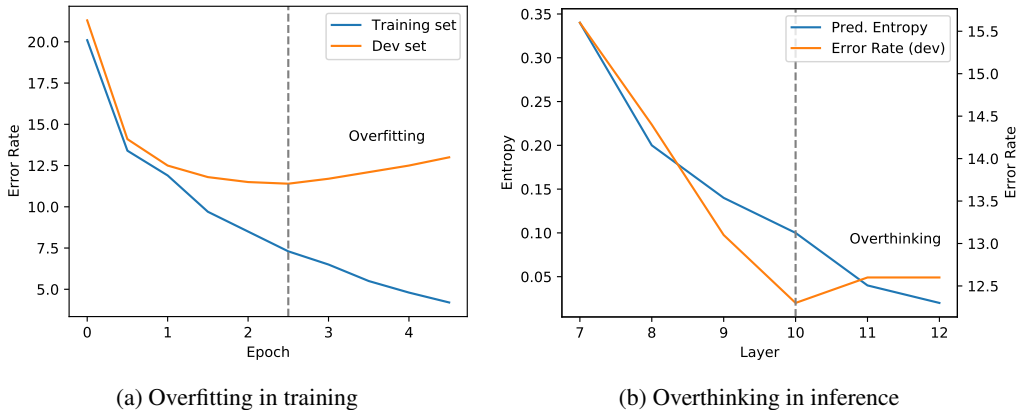 Training set
Dev set
20.0
17.5
15.0
12.5
10.0
7.5
5.0
Error Rate
Overfitting
0
1
2
3
4
Epoch
(a) Overfitting in training
Pred. Entropy
Error Rate (dev)
0.35
0.30
0.25
0.20
0.15
0.10
0.05
Entropy
15.5
15.0
14.5
14.0
13.5
13.0
12.5
Error Rate
Overthinking
7
8
9
10
11
12
Layer
(b) Overthinking in inference